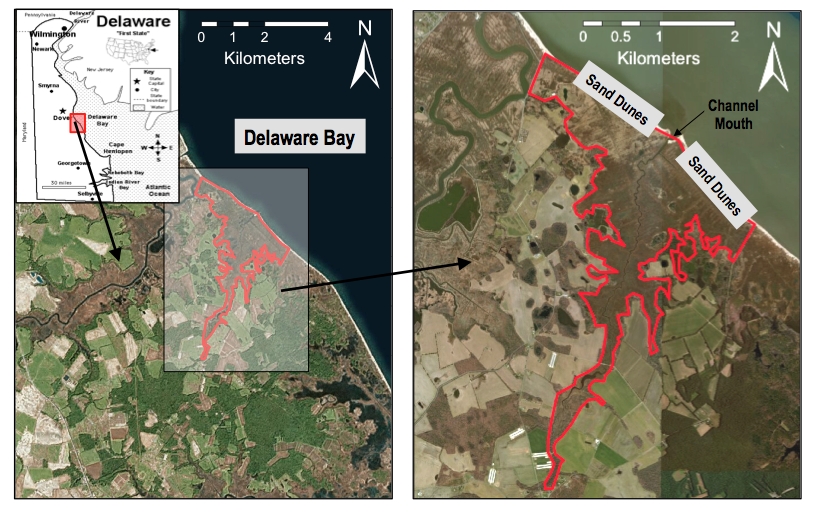 Delaware
"First State"
Pennsylvania
Delaware
River
Wilmington
Newark
New Jersey
Key
State
Capital
City
State
Boundary
Water
Smyrna
Dove
Delaware
Bay
Maryland
Cape
Henlopen
N
W
E
S
Georgetown
Rehoboth Bay
Indian River
Bay
Atlantic
Ocean
30 miles
Selbyville
0 1 2 4
Kilometers
N
Delaware Bay
0 0.5 1 2
Kilometers
N
Sand Dunes
Channel
Mouth
Sand Dunes